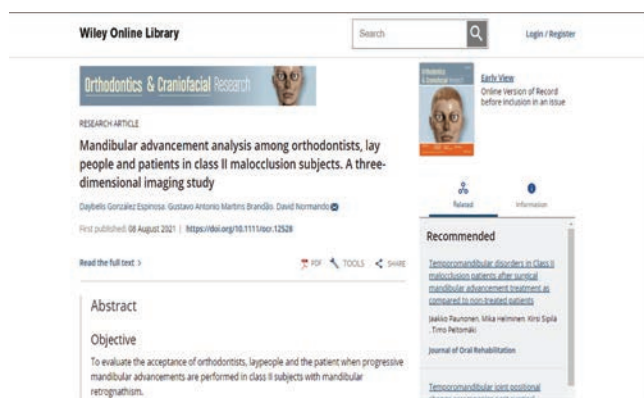 Wiley Online Library
Search
Login / Register
Orthodontics & Craniofacial Research
RESEARCH ARTICLE
Mandibular advancement analysis among orthodontists, lay
people and patients in class II malocclusion subjects. A three-
dimensional imaging study
Daybelis González Espinosa. Gustavo Antonio Martins Brandão. David Normando
First published: 08 August 2021 | https://doi.org/10.1111/ocr.12528
Read the full text >
PDF TOOLS SHARE
Abstract
Objective
To evaluate the acceptance of orthodontists, laypeople and the patient when progressive
mandibular advancements are performed in class II subjects with mandibular
retrognathism.
Orthodontics
& Craniofacial Research
Early View
Online Version of Record
before inclusion in an issue
Related
Information
Recommended
Temporomandibular disorders in Class II
malocclusion patients after surgical
mandibular advancement treatment as
compared to non-treated patients
Jaakko Paunonen, Mika Helminen, Kirsi Sipilä
, Timo Peltomäki
Journal of Oral Rehabilitation
Temporomandibular joint positional